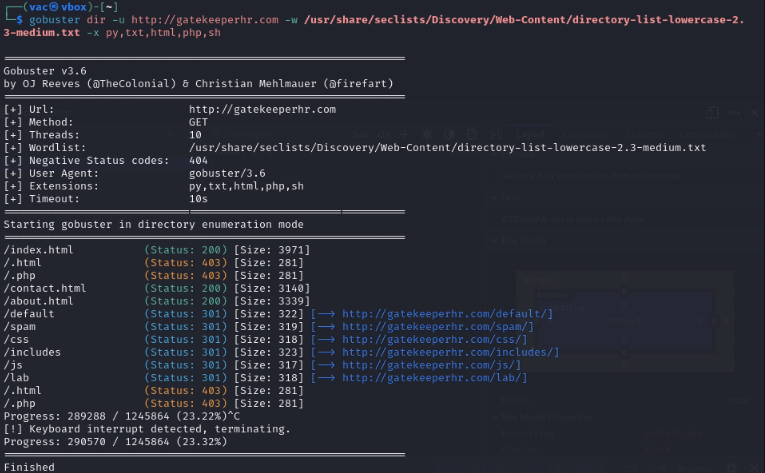 ┌──(vac㉿vbox)-[~]
└─$ gobuster dir -u http://gatekeeperhr.com -w /usr/share/seclists/Discovery/Web-Content/directory-list-lowercase-2.
3-medium.txt -x py,txt,html,php,sh
===============================================================
Gobuster v3.6
by OJ Reeves (@TheColonial) & Christian Mehlmauer (@firefart)
===============================================================
[+] Url:                     http://gatekeeperhr.com
[+] Method:                  GET
[+] Threads:                 10
[+] Wordlist:                /usr/share/seclists/Discovery/Web-Content/directory-list-lowercase-2.3-medium.txt
[+] Negative Status codes:   404
[+] User Agent:              gobuster/3.6
[+] Extensions:              py,txt,html,php,sh
[+] Timeout:                 10s
===============================================================
Starting gobuster in directory enumeration mode
===============================================================
/index.html           (Status: 200) [Size: 3971]
/.html                (Status: 403) [Size: 281]
/.php                 (Status: 403) [Size: 281]
/contact.html         (Status: 200) [Size: 3140]
/about.html           (Status: 200) [Size: 3339]
/default              (Status: 301) [Size: 322] [--> http://gatekeeperhr.com/default/]
/spam                 (Status: 301) [Size: 319] [--> http://gatekeeperhr.com/spam/]
/css                  (Status: 301) [Size: 318] [--> http://gatekeeperhr.com/css/]
/includes             (Status: 301) [Size: 323] [--> http://gatekeeperhr.com/includes/]
/js                   (Status: 301) [Size: 317] [--> http://gatekeeperhr.com/js/]
/lab                  (Status: 301) [Size: 318] [--> http://gatekeeperhr.com/lab/]
/.html                (Status: 403) [Size: 281]
/.php                 (Status: 403) [Size: 281]
Progress: 289288 / 1245864 (23.22%)^C
[!] Keyboard interrupt detected, terminating.
Progress: 290570 / 1245864 (23.32%)
===============================================================
Finished